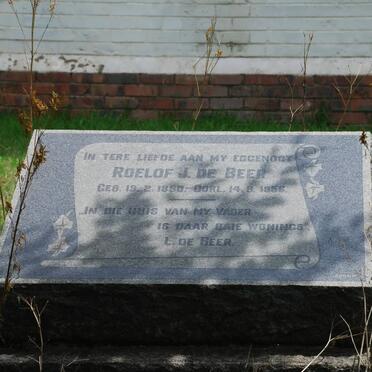 IN TERE LIEFDE AAN MY EGGENOOT
ROELOF J. DE BEER
GEB. 19.2.1880. OORL. 14.8.1956.
"IN DIE HUIS VAN MY VADER
IS DAAR BAIE WONINGS"
L. DE BEER.